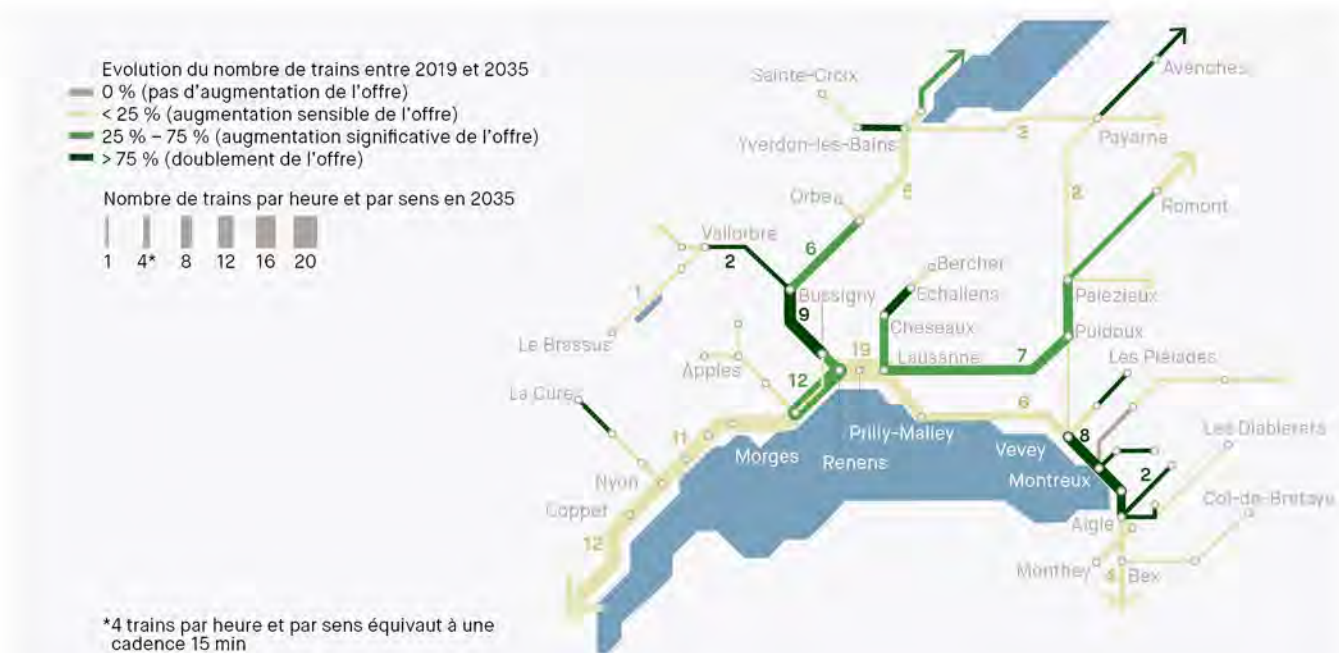 Evolution du nombre de trains entre 2019 et 2035
0 % (pas d'augmentation de l'offre)
< 25 % (augmentation sensible de l'offre)
25 % – 75 % (augmentation significative de l'offre)
> 75 % (doublement de l'offre)
Nombre de trains par heure et par sens en 2035
1 4* 8 12 16 20
Sainte-Croix
Avenches
Yverdon-les-Bains
2
Payerne
5
2
Orbe
Romont
Vallorbre
6
2
Bercher
1
Bussigny
Echallens
Palézieux
9
Cheseaux
Puidoux
Le Brassus
19
Lausanne
7
Les Pléiades
Apples
12
La Cure
6
8
Les Diablerets
11
Morges
Prilly-Malley
Renens
Vevey
Montreux
2
Nyon
Col-de-Bretaye
Coppet
Aigle
12
Monthey
4
Bex
*4 trains par heure et par sens équivaut à une
cadence 15 min